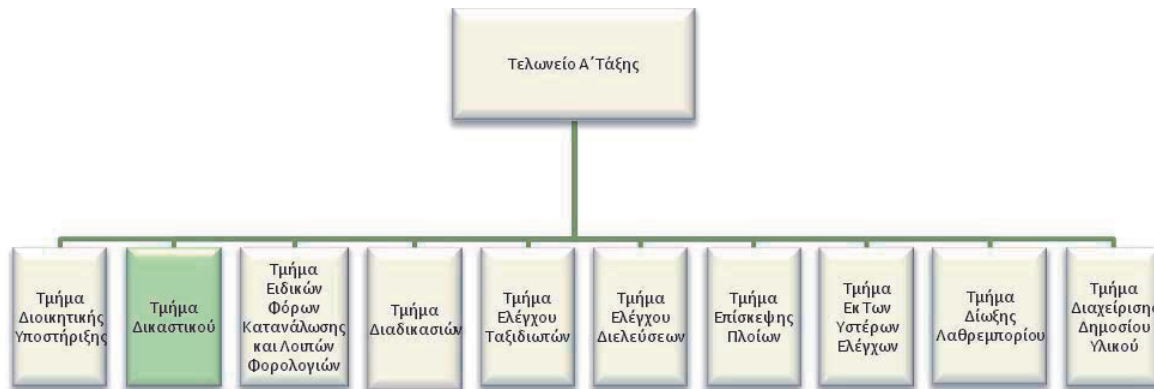 Τελωνείο Α΄Τάξης
Τμήμα
Διοικητικής
Υποστήριξης
Τμήμα
Δικαστικού
Τμήμα
Ειδικών
Φόρων
Κατανάλωσης
και Λοιπών
Φορολογιών
Τμήμα
Διαδικασιών
Τμήμα
Ελέγχου
Ταξιδιωτών
Τμήμα
Ελέγχου
Διελεύσεων
Τμήμα
Επίσκεψης
Πλοίων
Τμήμα
Εκ Των
Υστέρων
Ελέγχων
Τμήμα
Δίωξης
Λαθρεμπορίου
Τμήμα
Διαχείρισης
Δημοσίου
Υλικού